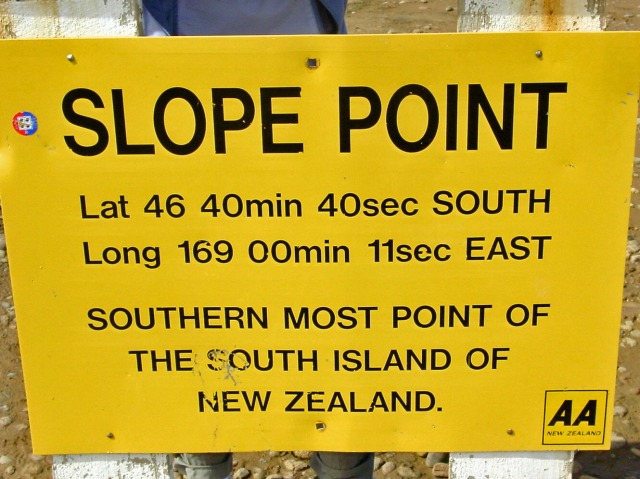 SLOPE POINT
Lat 46 40min 40sec SOUTH
Long 169 00min 11sec EAST
SOUTHERN MOST POINT OF
THE SOUTH ISLAND OF
NEW ZEALAND.
AA
NEW ZEALAND